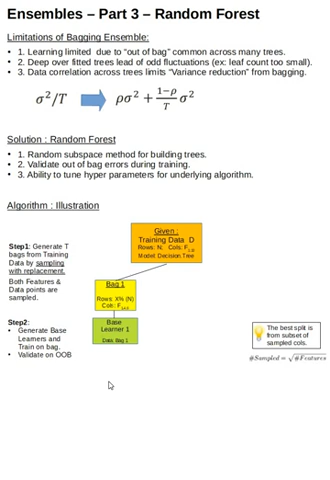 Ensembles – Part 3 – Random Forest
Limitations of Bagging Ensemble:
• 1. Learning limited due to "out of bag" common across many trees.
• 2. Deep over fitted trees lead of odd fluctuations (ex: leaf count too small).
• 3. Data correlation across trees limits "Variance reduction" from bagging.
σ²/T ρσ² + \frac{1-ρ}{T} σ²
Solution : Random Forest
• 1. Random subspace method for building trees.
• 2. Validate out of bag errors during training.
• 3. Ability to tune hyper parameters for underlying algorithm.
Algorithm : Illustration
Given :
Training Data D
Rows: N; Cols: F
Model: Decision Tree
Step1: Generate T
bags from Training
Data by sampling
with replacement.
Both Features &
Data points are
sampled.
Bag 1
Rows: X% (N)
Cols: F
Step2:
• Generate Base
Learners and
Train on bag.
• Validate on OOB
Base
Learner 1
Data: Bag 1
The best split is
from subset of
sampled cols.
#Sampled = √#Features